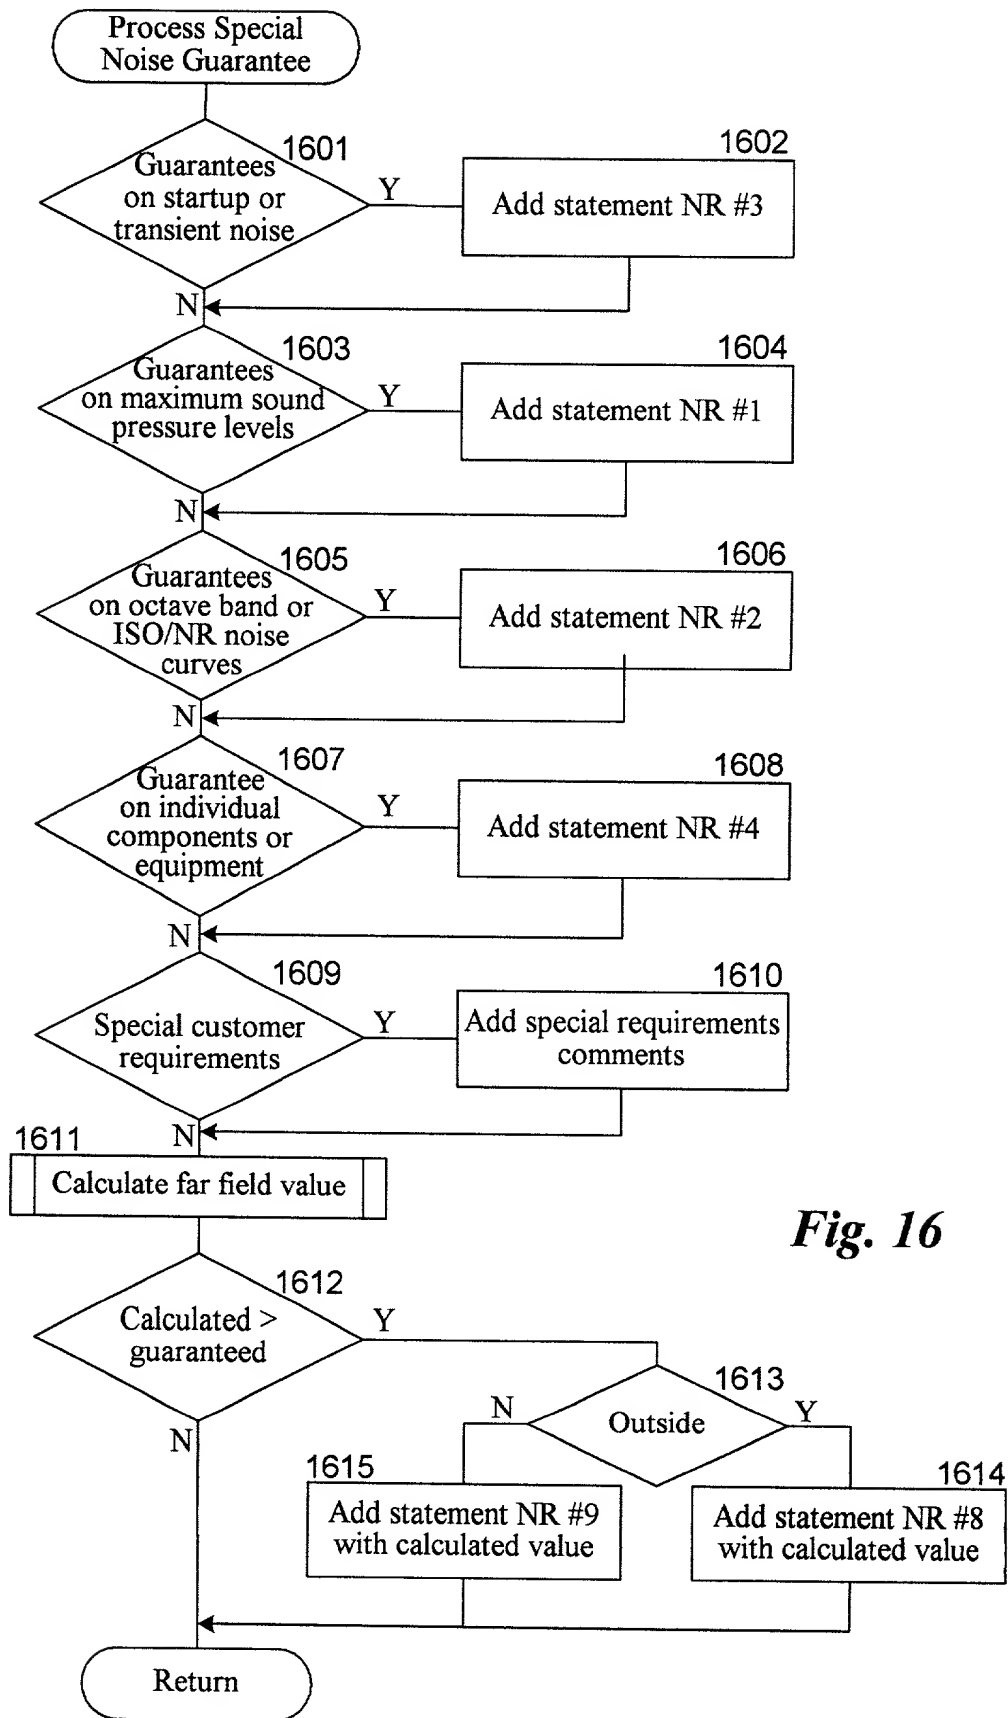 Process Special
Noise Guarantee
1601
Guarantees
on startup or
transient noise
Y
1602
Add statement NR #3
N
1603
Guarantees
on maximum sound
pressure levels
Y
1604
Add statement NR #1
N
1605
Guarantees
on octave band or
ISO/NR noise
curves
Y
1606
Add statement NR #2
N
1607
Guarantee
on individual
components or
equipment
Y
1608
Add statement NR #4
N
1609
Special customer
requirements
Y
1610
Add special requirements
comments
N
1611
Calculate far field value
Fig. 16
1612
Calculated >
guaranteed
Y
N
1613
Outside
N
Y
1615
Add statement NR #9
with calculated value
1614
Add statement NR #8
with calculated value
Return